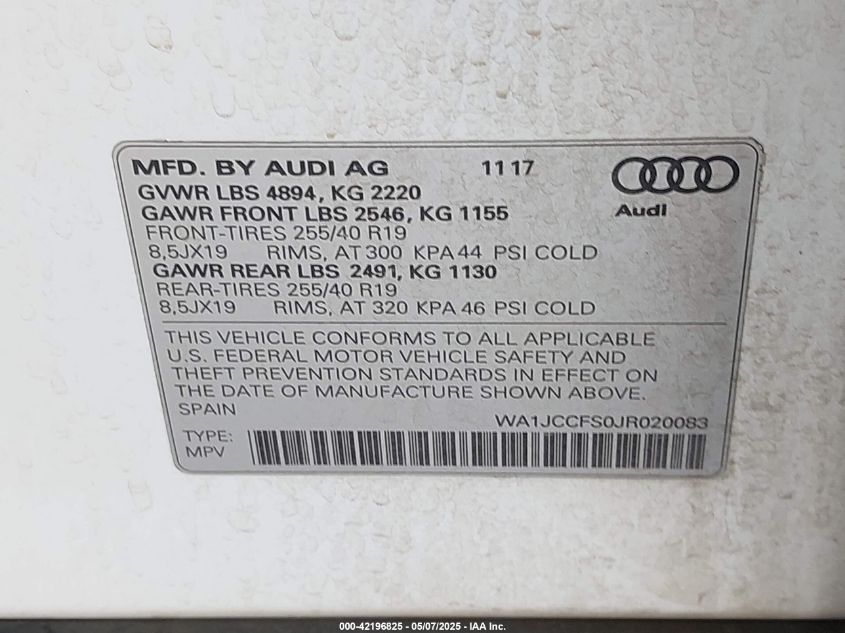 MFD. BY AUDI AG 11 17
GVWR LBS 4894, KG 2220
GAWR FRONT LBS 2546, KG 1155
FRONT-TIRES 255/40 R19
8,5JX19 RIMS, AT 300 KPA 44 PSI COLD
GAWR REAR LBS 2491, KG 1130
REAR-TIRES 255/40 R19
8,5JX19 RIMS, AT 320 KPA 46 PSI COLD
Audi
THIS VEHICLE CONFORMS TO ALL APPLICABLE
U.S. FEDERAL MOTOR VEHICLE SAFETY AND
THEFT PREVENTION STANDARDS IN EFFECT ON
THE DATE OF MANUFACTURE SHOWN ABOVE.
SPAIN
WA1JCCFS0JR020083
TYPE:
MPV
000-42196825 - 05/07/2025 - IAA Inc.